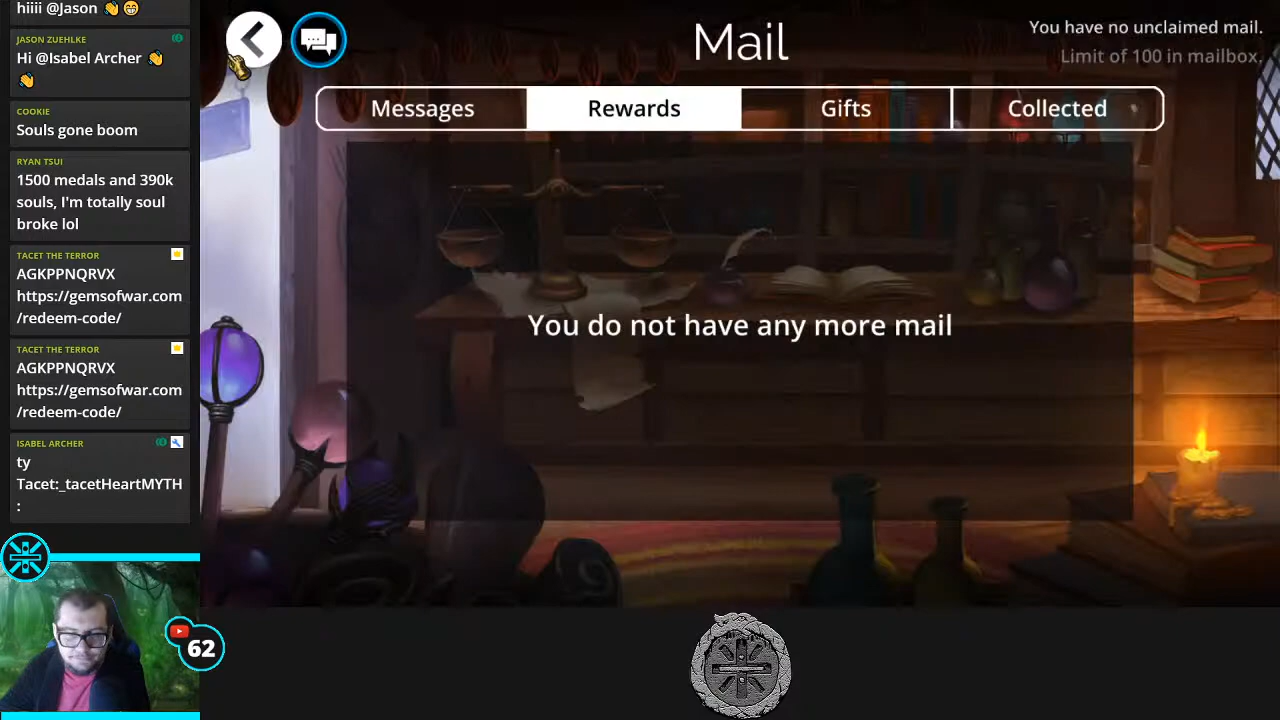 hiiii @Jason 👋 😁
JASON ZUEHLKE
Hi @Isabel Archer 👋
👋
COOKIE
Souls gone boom
RYAN TSUI
1500 medals and 390k
souls, I'm totally soul
broke lol
TACET THE TERROR
AGKPPNQRVX
https://gemsofwar.com
/redeem-code/
TACET THE TERROR
AGKPPNQRVX
https://gemsofwar.com
/redeem-code/
ISABEL ARCHER
ty
Tacet:_tacetHeartMYTH
:
62
Mail
You have no unclaimed mail.
Limit of 100 in mailbox.
Messages
Rewards
Gifts
Collected
You do not have any more mail